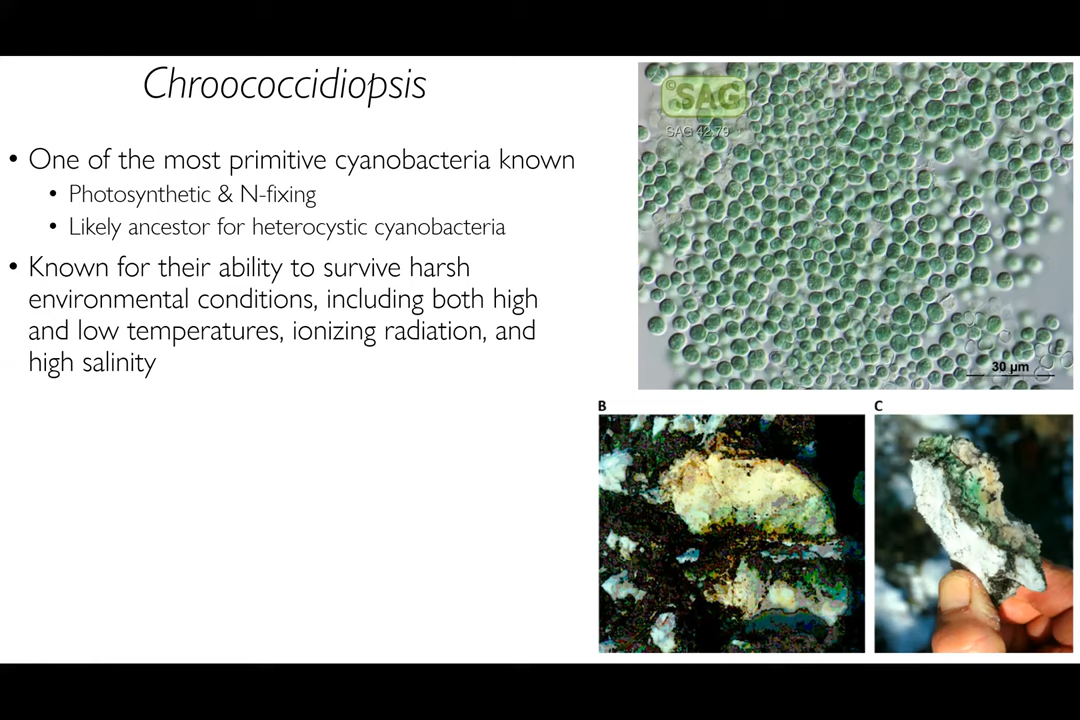 Chroococcidiopsis
• One of the most primitive cyanobacteria known
• Photosynthetic & N-fixing
• Likely ancestor for heterocystic cyanobacteria
• Known for their ability to survive harsh
environmental conditions, including both high
and low temperatures, ionizing radiation, and
high salinity
© SAG
SAG 42.79
30 µm
B
C